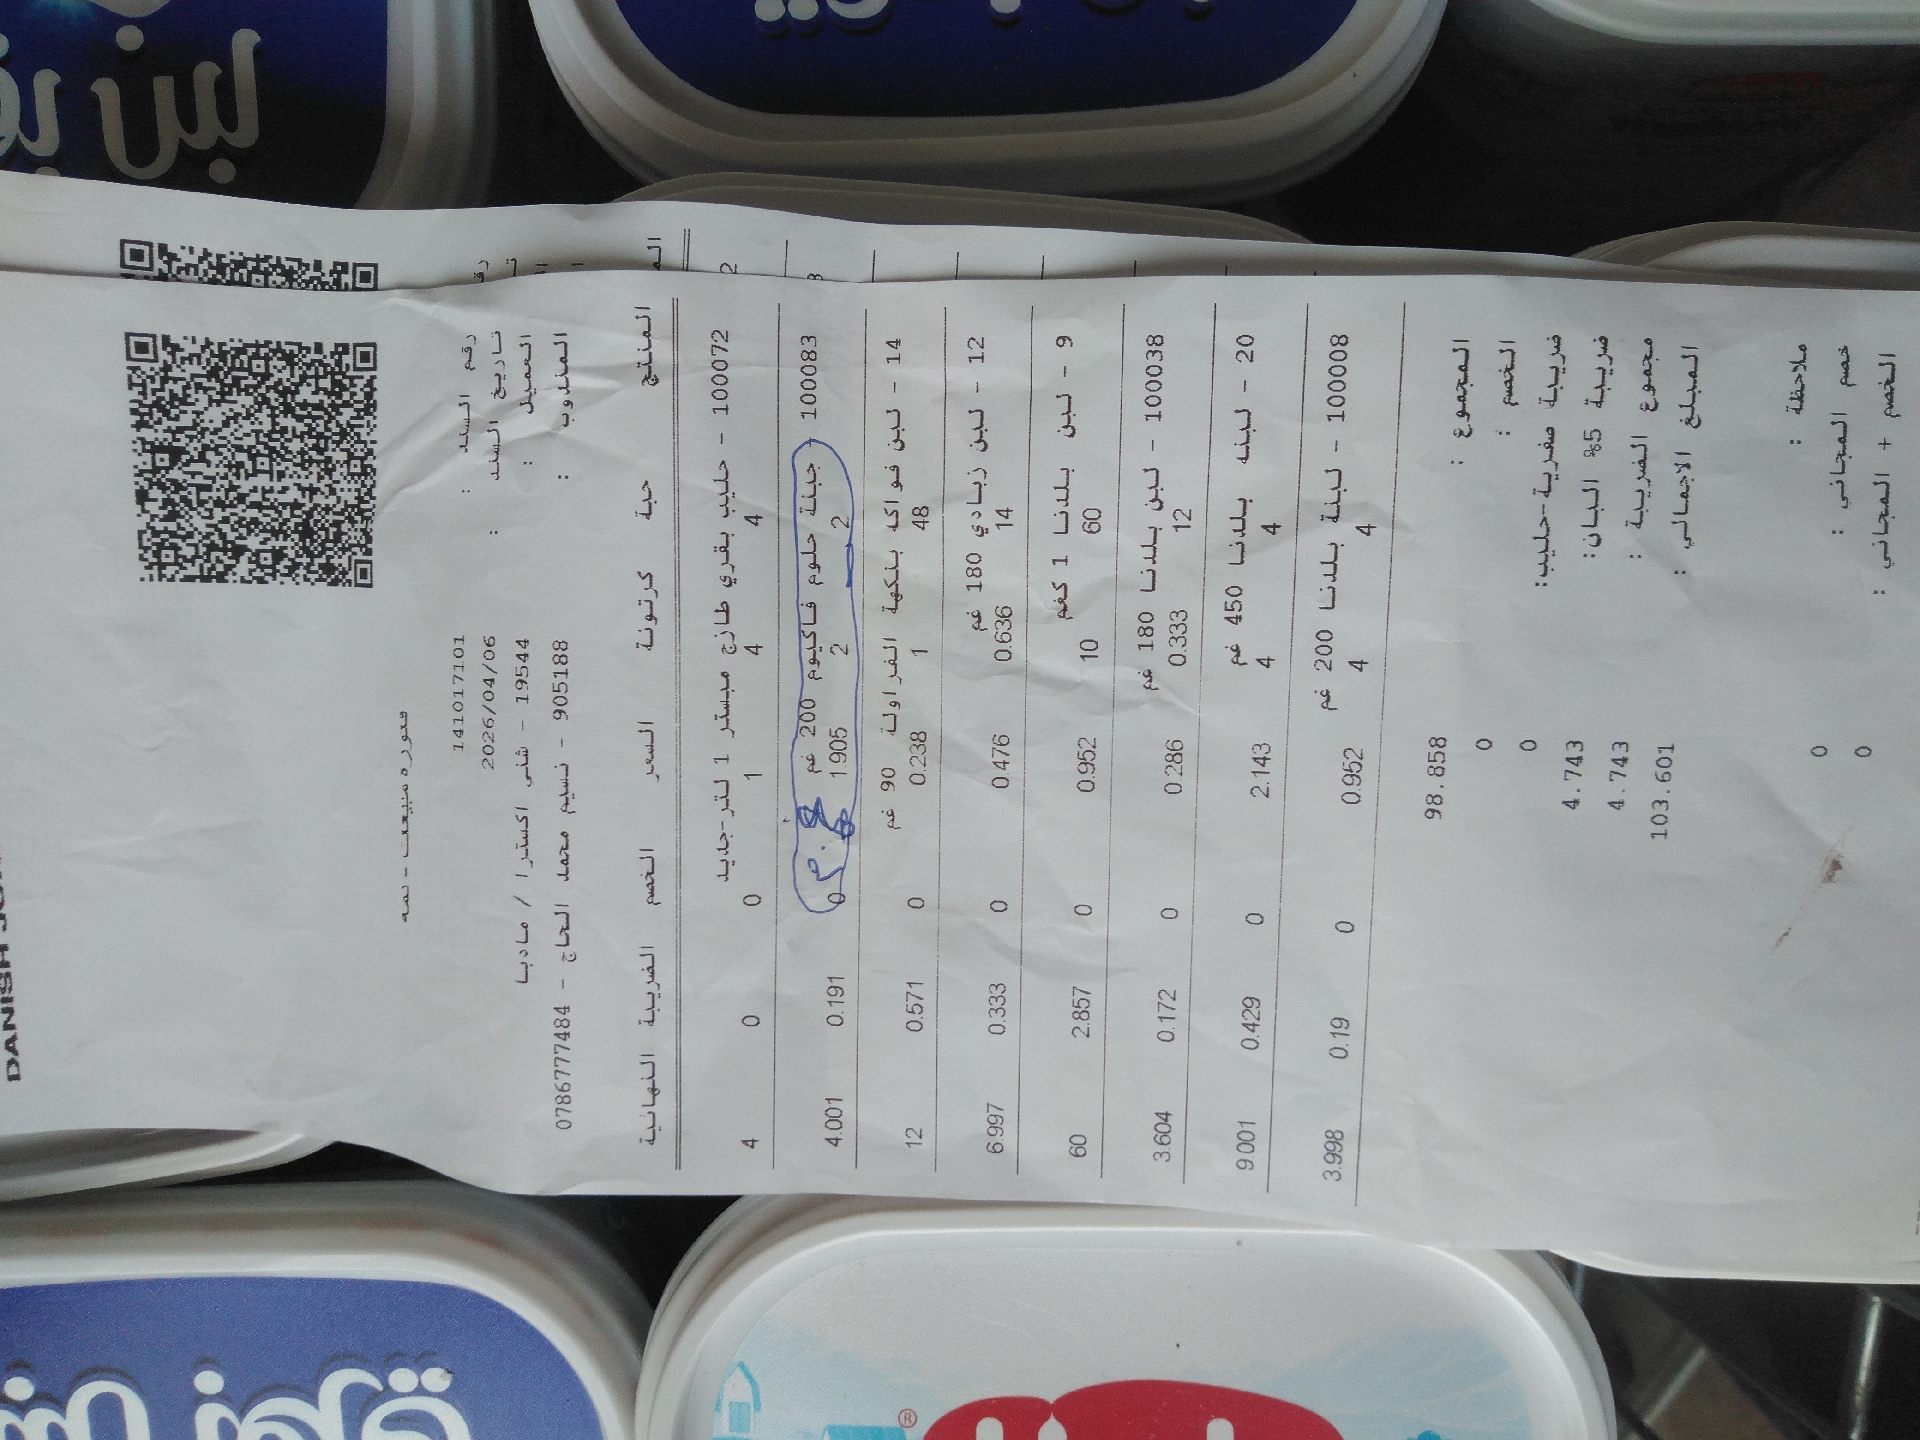 DANISH
فتوره مبيعت - نمه
رقم السند : 141017101
تاريخ السند : 2026/04/06
العميل : 19544 - شني اكسترا / مادبا
المندوب : 905188 - نسيم محمد الحاج - 0786777484
المنتج حبة كرتونة السعر الخصم الضريبة النهائية
100072 - حليب بقري طازج مبستر 1 لتر-جديد
4 4 1 0 0 4
100083 جبنة حلوم فاكيوم 200 غم
2 2 1.905 0 0.191 4.001
14 - لبن فواكه بنكهة الفراولة 90 غم
48 1 0.238 0 0.571 12
12 - لبن زبادي 180 غم
14 0.636 0.476 0 0.333 6.997
9 - لبن بلدنا 1 كغم
60 10 0.952 0 2.857 60
100038 - لبن بلدنا 180 غم
12 0.333 0.286 0 0.172 3.604
20 - لبنه بلدنا 450 غم
4 4 2.143 0 0.429 9.001
100008 - لبنة بلدنا 200 غم
4 4 0.952 0 0.19 3.998
المجموع : 98.858
الخصم : 0
ضريبة صفرية-حليب: 0
ضريبة 5% البان: 4.743
مجموع الضريبة : 4.743
المبلغ الاجمالي : 103.601
ملاحظة :
خصم المجاني : 0
الخصم + المجاني : 0
لبن